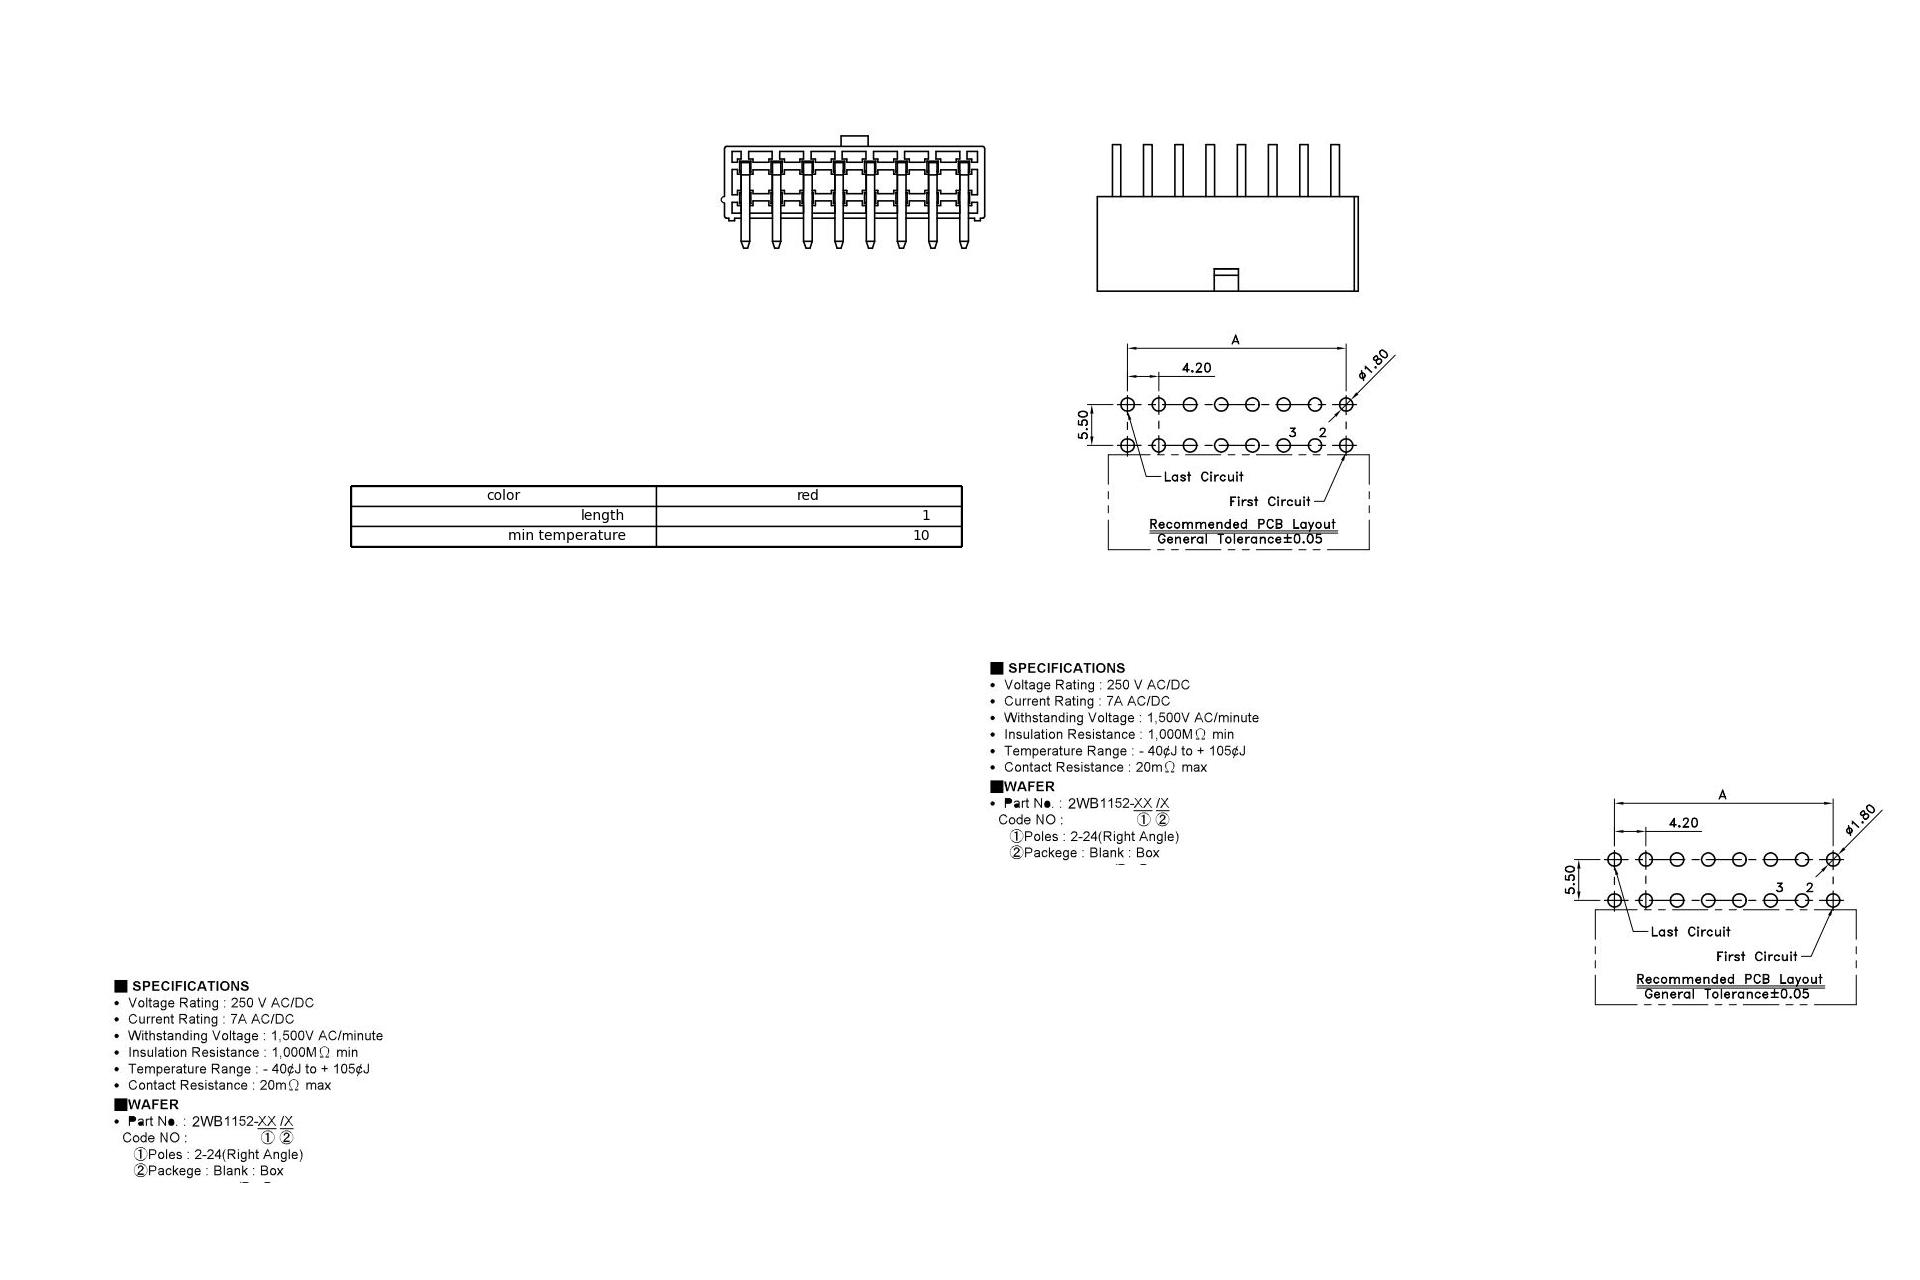 A
4.20
ø1.80
5.50
3 2
Last Circuit
First Circuit
Recommended PCB Layout
General Tolerance±0.05
color red
length 1
min temperature 10
■ SPECIFICATIONS
• Voltage Rating : 250 V AC/DC
• Current Rating : 7A AC/DC
• Withstanding Voltage : 1,500V AC/minute
• Insulation Resistance : 1,000MΩ min
• Temperature Range : - 40¢J to + 105¢J
• Contact Resistance : 20mΩ max
■WAFER
• Part No. : 2WB1152-XX /X
Code NO : ① ②
①Poles : 2-24(Right Angle)
②Packege : Blank : Box
A
4.20
ø1.80
5.50
3 2
Last Circuit
First Circuit
Recommended PCB Layout
General Tolerance±0.05
■ SPECIFICATIONS
• Voltage Rating : 250 V AC/DC
• Current Rating : 7A AC/DC
• Withstanding Voltage : 1,500V AC/minute
• Insulation Resistance : 1,000MΩ min
• Temperature Range : - 40¢J to + 105¢J
• Contact Resistance : 20mΩ max
■WAFER
• Part No. : 2WB1152-XX /X
Code NO : ① ②
①Poles : 2-24(Right Angle)
②Packege : Blank : Box